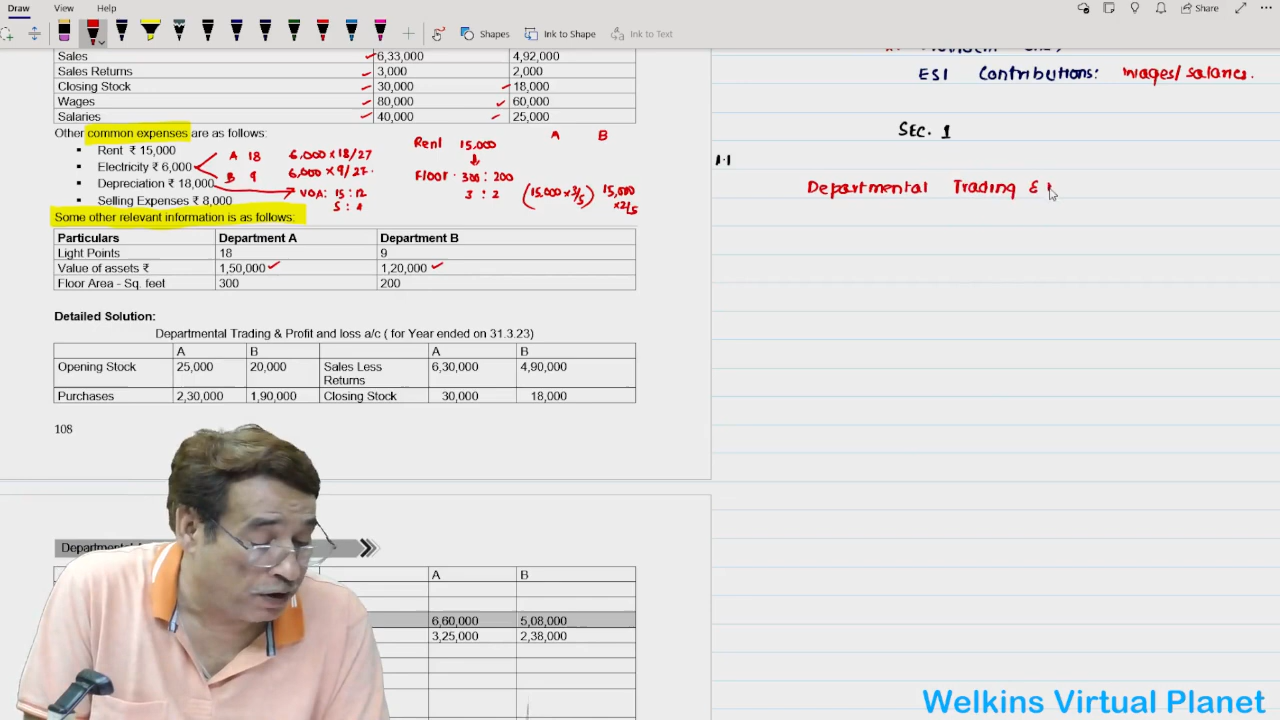 Draw View Help
Share
Shapes Ink to Shape Ink to Text
Sales 6,33,000 4,92,000
Sales Returns 3,000 2,000
Closing Stock 30,000 18,000
Wages 80,000 60,000
Salaries 40,000 25,000
Other common expenses are as follows:
Rent ₹ 15,000
Electricity ₹ 6,000
Depreciation ₹ 18,000
Selling Expenses ₹ 8,000
A 18 6.000 x 18/27
B 9 6.000 x 9/27.
VOA: 15 : 12
5 : 4
A B
Rent 15.000
Floor. 300 : 200
3 : 2 (15,000 x 3/5) 15,000
x 2/5
Some other relevant information is as follows:
Particulars Department A Department B
Light Points 18 9
Value of assets ₹ 1,50,000 1,20,000
Floor Area - Sq. feet 300 200
Detailed Solution:
Departmental Trading & Profit and loss a/c ( for Year ended on 31.3.23)
A B A B
Opening Stock 25,000 20,000 Sales Less 6,30,000 4,90,000
Returns
Purchases 2,30,000 1,90,000 Closing Stock 30,000 18,000
108
Departmental
A B
6,60,000 5,08,000
3,25,000 2,38,000
ESI Contributions: Wages/salaries.
SEC. 1
1.1
Departmental Trading &
Welkins Virtual Planet